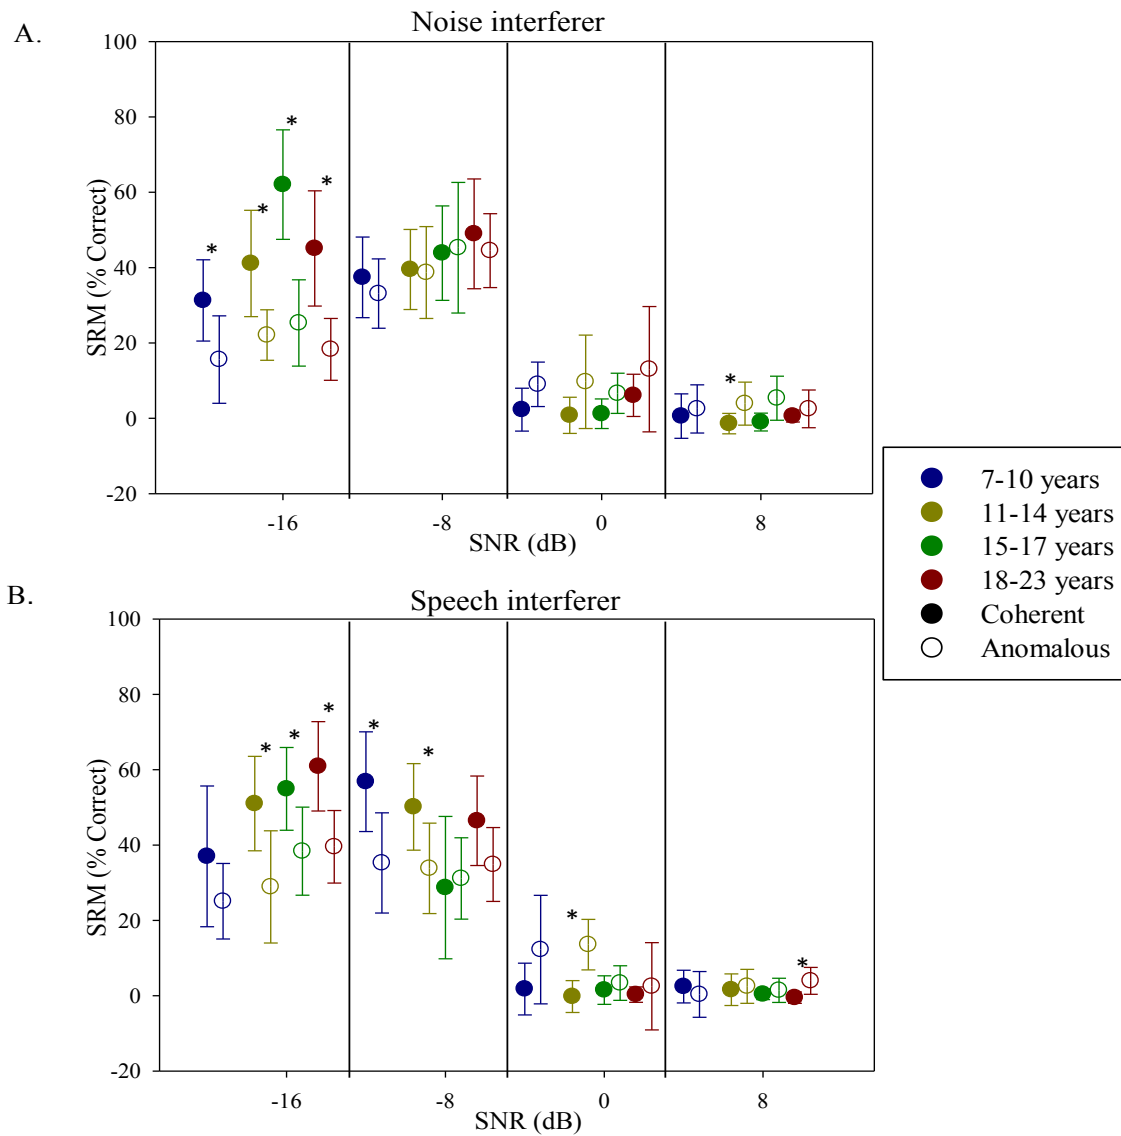 A.
Noise interferer
100
80
60
40
20
0
-20
SRM (% Correct)
* * * * *
-16 -8 0 8
SNR (dB)
7-10 years
11-14 years
15-17 years
18-23 years
Coherent
Anomalous
B.
Speech interferer
100
80
60
40
20
0
-20
SRM (% Correct)
* * * * * * *
-16 -8 0 8
SNR (dB)